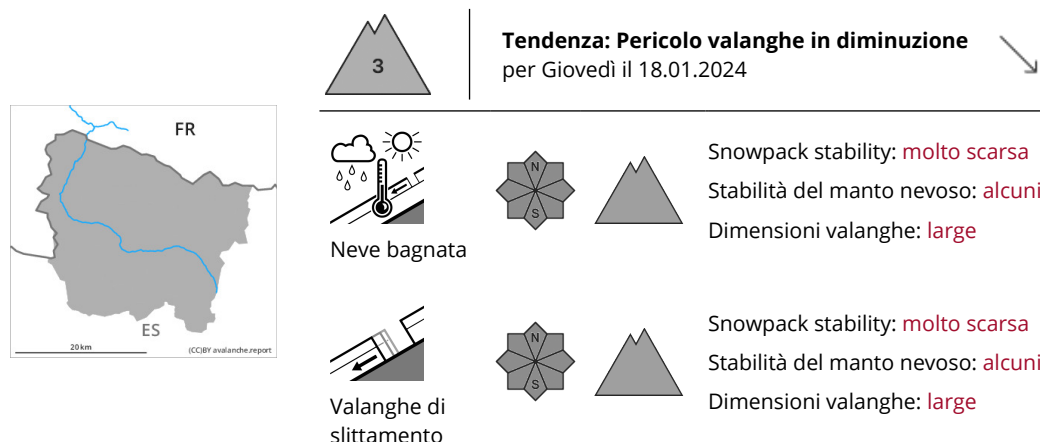 3
Tendenza: Pericolo valanghe in diminuzione
per Giovedì il 18.01.2024
FR
ES
20 km
(CC)BY avalanche.report
N
S
Neve bagnata
Snowpack stability: molto scarsa
Stabilità del manto nevoso: alcuni
Dimensioni valanghe: large
N
S
Valanghe di
slittamento
Snowpack stability: molto scarsa
Stabilità del manto nevoso: alcuni
Dimensioni valanghe: large